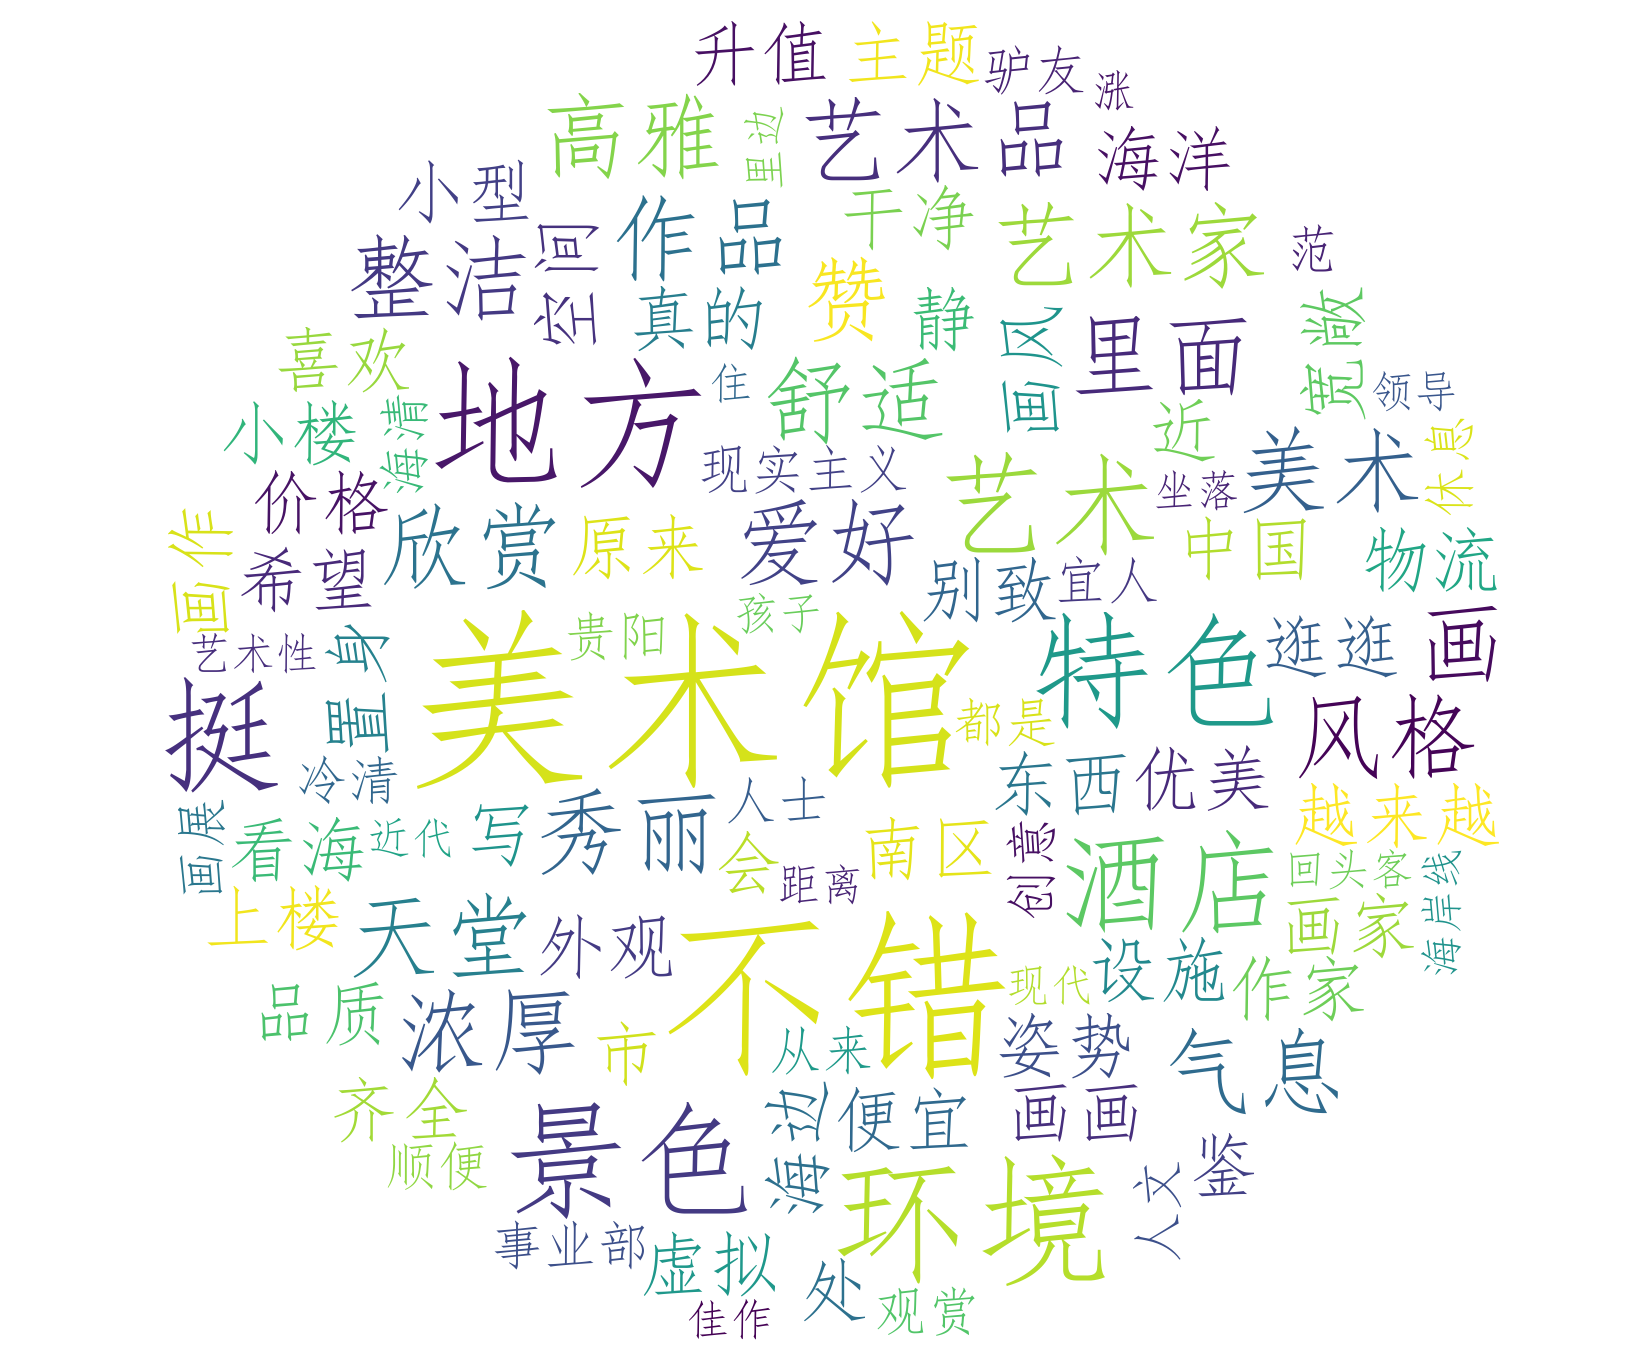 升值
主题
驴友
涨
高雅
里边
艺术品
海洋
小型
空间
作品
干净
艺术家
范
整洁
真的
赞
静
画风
里面
宽敞
喜欢
地方
住
舒适
领导
小楼
海清
近
美术
休息
价格
现实主义
艺术
坐落
画作
希望
欣赏
原来
爱好
别致
宜人
中国
物流
艺术性
置身
贵阳
孩子
特色
逛逛
画
挺
美术馆
都是
风格
冷清
东西
优美
画展
看海
近代
写
秀丽
人士
会
南区
创意
酒店
越来越
上楼
天堂
外观
距离
回头客
画家
海岸线
品质
浓厚
市
不错
现代
设施
作家
从来
姿势
气息
齐全
顺便
景色
海边
便宜
画画
环境
人文
鉴
事业部
虚拟
处
观赏
佳作